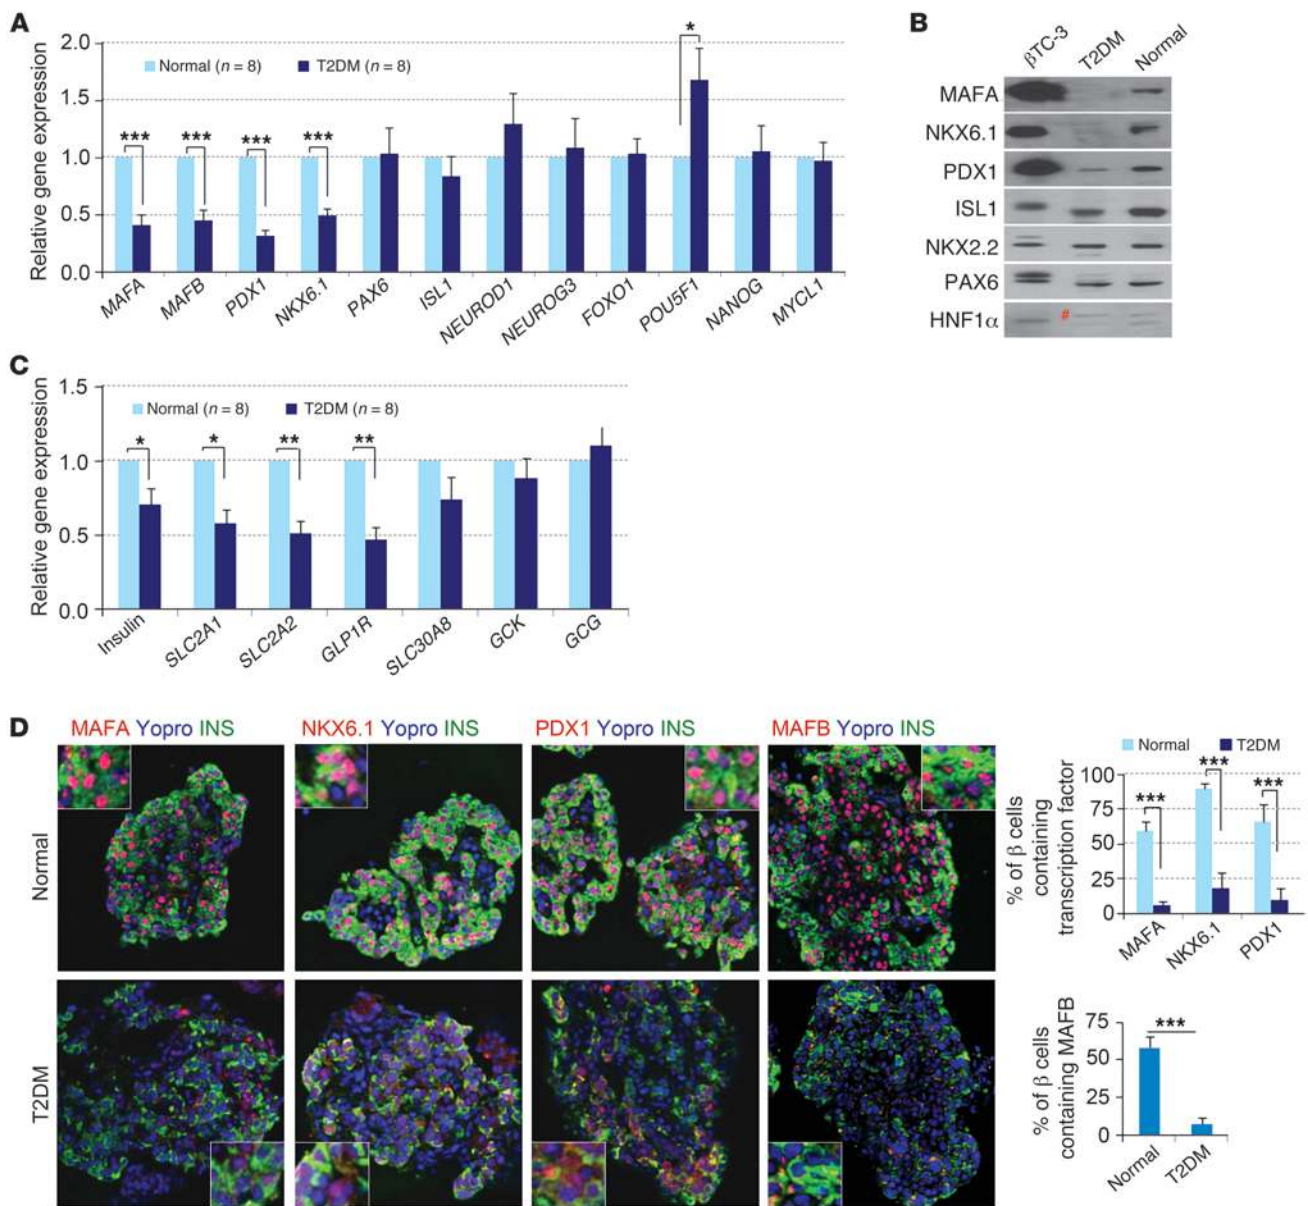 A
Relative gene expression
2.0
1.5
1.0
0.5
0.0
Normal (n = 8)
T2DM (n = 8)
***
***
***
***
*
MAFA
MAFB
PDX1
NKX6.1
PAX6
ISL1
NEUROD1
NEUROG3
FOXO1
POU5F1
NANOG
MYCL1
B
βTC-3
T2DM
Normal
MAFA
NKX6.1
PDX1
ISL1
NKX2.2
PAX6
HNF1α
#
C
Relative gene expression
1.5
1.0
0.5
0.0
Normal (n = 8)
T2DM (n = 8)
*
*
**
**
Insulin
SLC2A1
SLC2A2
GLP1R
SLC30A8
GCK
GCG
D
MAFA Yopro INS
NKX6.1 Yopro INS
PDX1 Yopro INS
MAFB Yopro INS
Normal
T2DM
Normal
T2DM
% of β cells
containing
transcription factor
100
75
50
25
0
***
***
***
MAFA
NKX6.1
PDX1
% of β cells
containing MAFB
75
50
25
0
***
Normal
T2DM